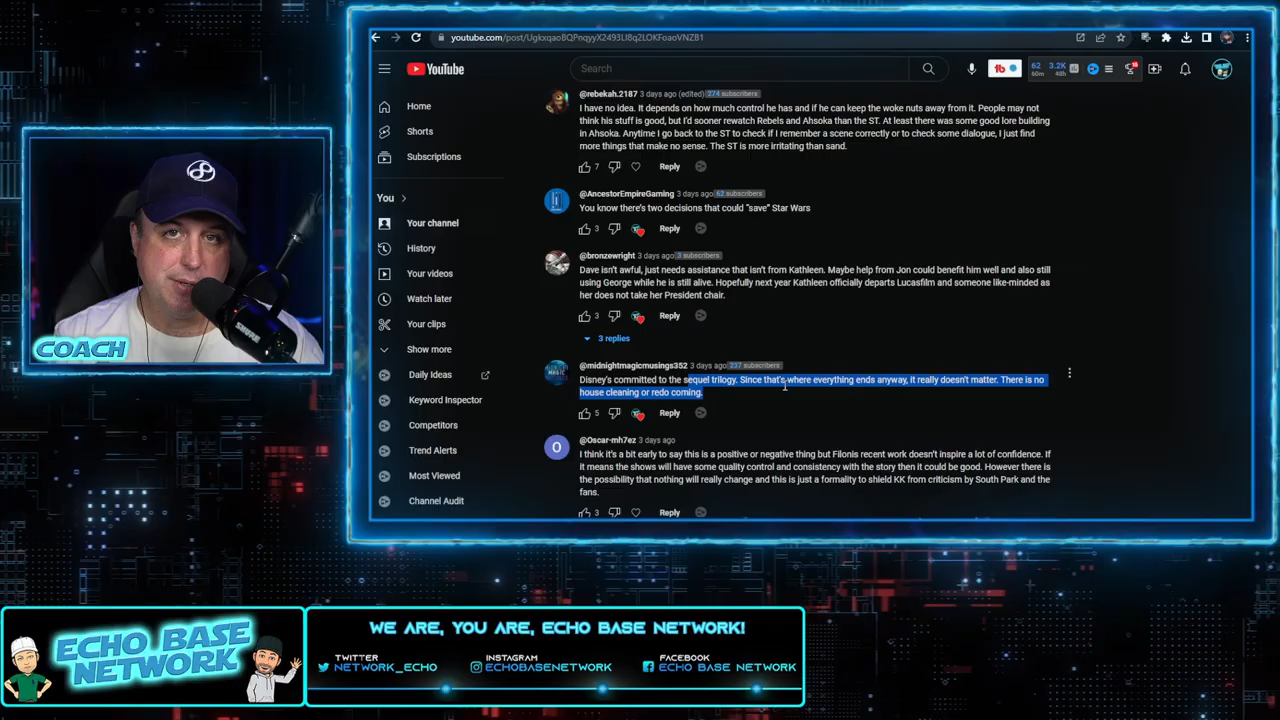 youtube.com/post/UgkxqaoBQPnqyyX2493LI8q2LOKFoaoVNZB1
YouTube
Search
62
60m
3.2K
48h
Home
Shorts
Subscriptions
You
Your channel
History
Your videos
Watch later
Your clips
Show more
Daily Ideas
Keyword Inspector
Competitors
Trend Alerts
Most Viewed
Channel Audit
@rebekah.2187 3 days ago (edited) 274 subscribers
I have no idea. It depends on how much control he has and if he can keep the woke nuts away from it. People may not
think his stuff is good, but I'd sooner rewatch Rebels and Ahsoka than the ST. At least there was some good lore building
in Ahsoka. Anytime I go back to the ST to check if I remember a scene correctly or to check some dialogue, I just find
more things that make no sense. The ST is more irritating than sand.
7 Reply
@AncestorEmpireGaming 3 days ago 62 subscribers
You know there's two decisions that could "save" Star Wars
3 Reply
@bronzewright 3 days ago 3 subscribers
Dave isn't awful, just needs assistance that isn't from Kathleen. Maybe help from Jon could benefit him well and also still
using George while he is still alive. Hopefully next year Kathleen officially departs Lucasfilm and someone like-minded as
her does not take her President chair.
3 Reply
3 replies
@midnightmagicmusings352 3 days ago 237 subscribers
Disney's committed to the sequel trilogy. Since that's where everything ends anyway, it really doesn't matter. There is no
house cleaning or redo coming.
5 Reply
O
@Oscar-mh7ez 3 days ago
I think it's a bit early to say this is a positive or negative thing but Filonis recent work doesn't inspire a lot of confidence. If
it means the shows will have some quality control and consistency with the story then it could be good. However there is
the possibility that nothing will really change and this is just a formality to shield KK from criticism by South Park and the
fans.
3 Reply
SHURE
COACH
ECHO BASE
NETWORK
WE ARE, YOU ARE, ECHO BASE NETWORK!
TWITTER
NETWORK_ECHO
INSTAGRAM
ECHOBASENETWORK
FACEBOOK
ECHO BASE NETWORK